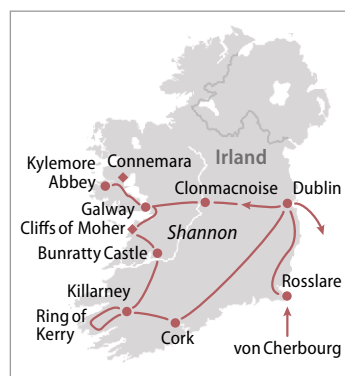 Irland
Kylemore
Abbey
Connemara
Clonmacnoise
Dublin
Galway
Cliffs of Moher
Shannon
Bunratty Castle
Killarney
Rosslare
Ring of
Kerry
Cork
von Cherbourg